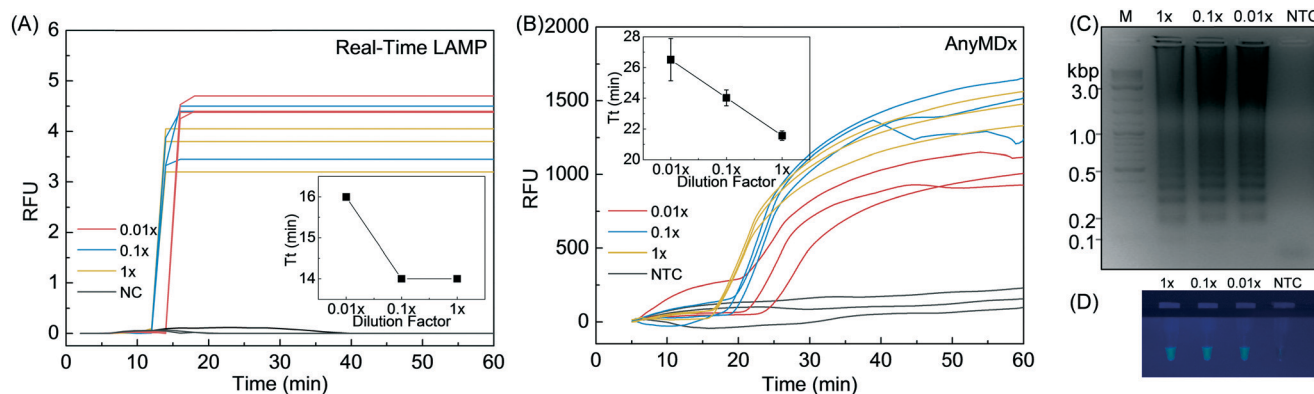 (A)
Real-Time LAMP
RFU
6
5
4
3
2
1
0
0 10 20 30 40 50 60
Time (min)
0.01x
0.1x
1x
NC
Tt (min)
16
15
14
0.01x 0.1x 1x
Dilution Factor
(B)
AnyMDx
RFU
2000
1750
1500
1250
1000
750
500
250
0
0 10 20 30 40 50 60
Time (min)
0.01x
0.1x
1x
NTC
Tt (min)
28
26
24
22
20
0.01x 0.1x 1x
Dilution Factor
(C)
M 1x 0.1x 0.01x NTC
kbp
3.0
1.0
0.5
0.2
0.1
1x 0.1x 0.01x NTC
(D)